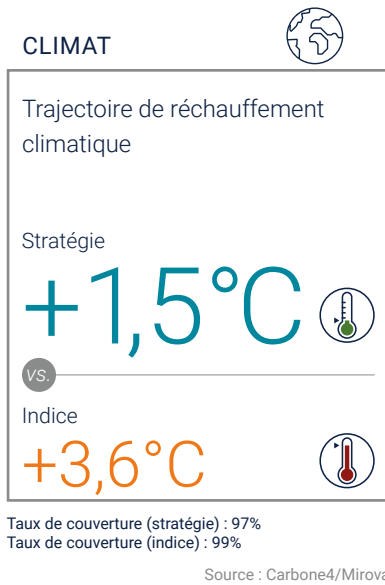 CLIMAT
Trajectoire de réchauffement
climatique
Stratégie
+1,5°C
vs.
Indice
+3,6°C
Taux de couverture (stratégie) : 97%
Taux de couverture (indice) : 99%
Source : Carbone4/Mirova